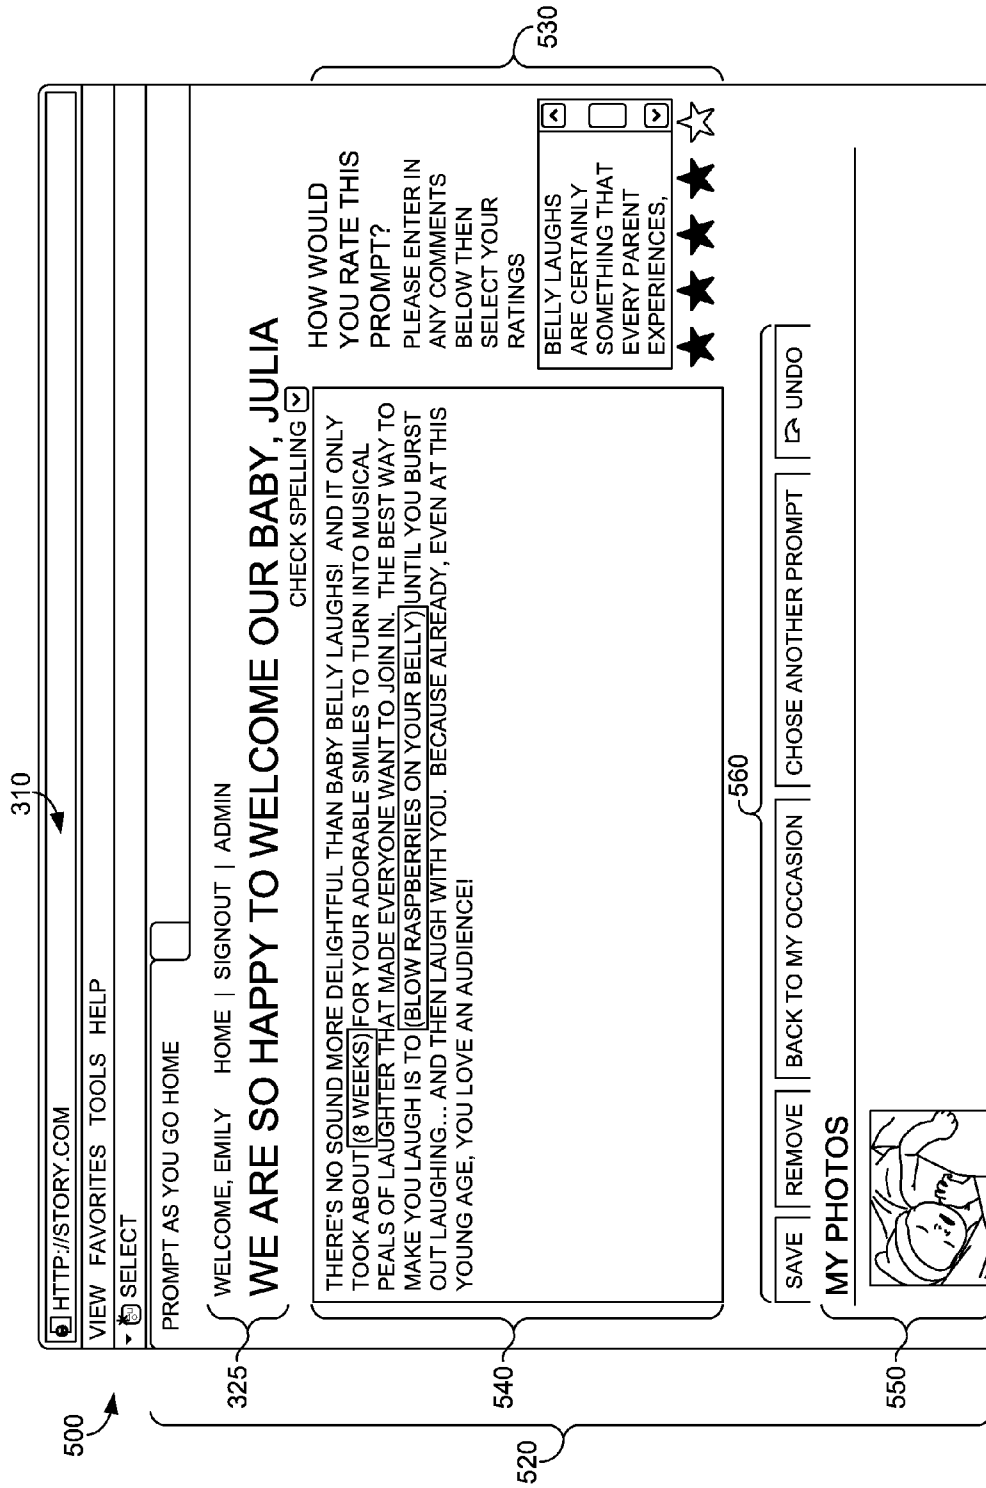 500
310
HTTP://STORY.COM
VIEW FAVORITES TOOLS HELP
SELECT
PROMPT AS YOU GO HOME
325
WELCOME, EMILY HOME | SIGNOUT | ADMIN
WE ARE SO HAPPY TO WELCOME OUR BABY, JULIA
CHECK SPELLING
520
540
THERE'S NO SOUND MORE DELIGHTFUL THAN BABY BELLY LAUGHS! AND IT ONLY
TOOK ABOUT (8 WEEKS) FOR YOUR ADORABLE SMILES TO TURN INTO MUSICAL
PEALS OF LAUGHTER THAT MADE EVERYONE WANT TO JOIN IN. THE BEST WAY TO
MAKE YOU LAUGH IS TO (BLOW RASPBERRIES ON YOUR BELLY) UNTIL YOU BURST
OUT LAUGHING... AND THEN LAUGH WITH YOU. BECAUSE ALREADY, EVEN AT THIS
YOUNG AGE, YOU LOVE AN AUDIENCE!
HOW WOULD
YOU RATE THIS
PROMPT?
PLEASE ENTER IN
ANY COMMENTS
BELOW THEN
SELECT YOUR
RATINGS
BELLY LAUGHS
ARE CERTAINLY
SOMETHING THAT
EVERY PARENT
EXPERIENCES,
530
560
SAVE REMOVE BACK TO MY OCCASION CHOSE ANOTHER PROMPT UNDO
MY PHOTOS
550